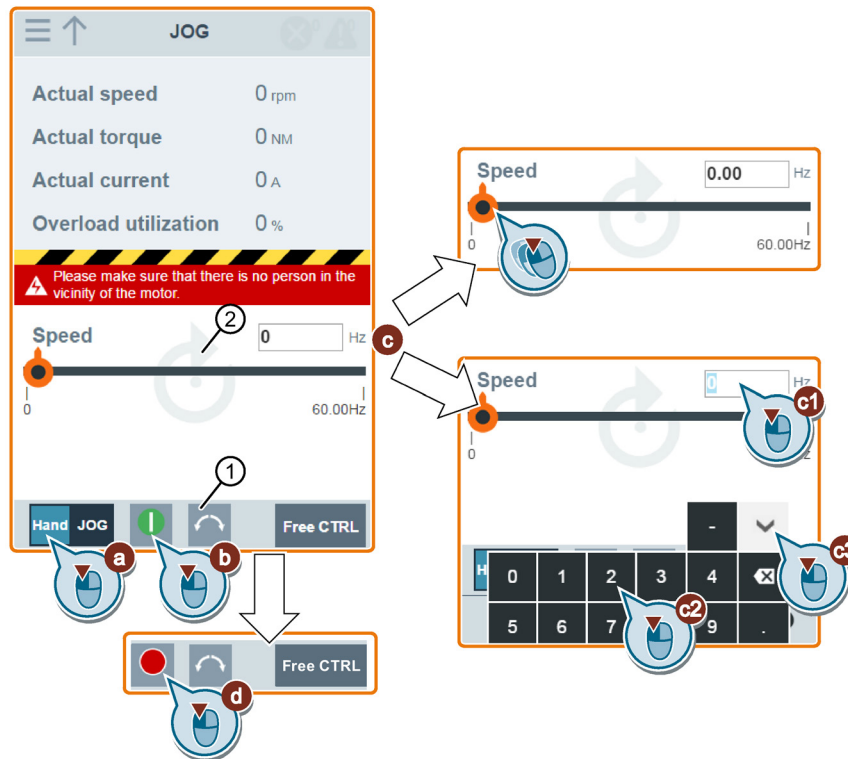 JOG
Actual speed 0 rpm
Actual torque 0 NM
Actual current 0 A
Overload utilization 0 %
Please make sure that there is no person in the
vicinity of the motor.
2
Speed 0 Hz
0 60.00Hz
1
Hand JOG Free CTRL
a b
Free CTRL
d
c
Speed 0.00 Hz
0 60.00Hz
Speed 0 Hz
c1
0
-
c3
0 1 2 3 4
c2
5 6 7 9 .